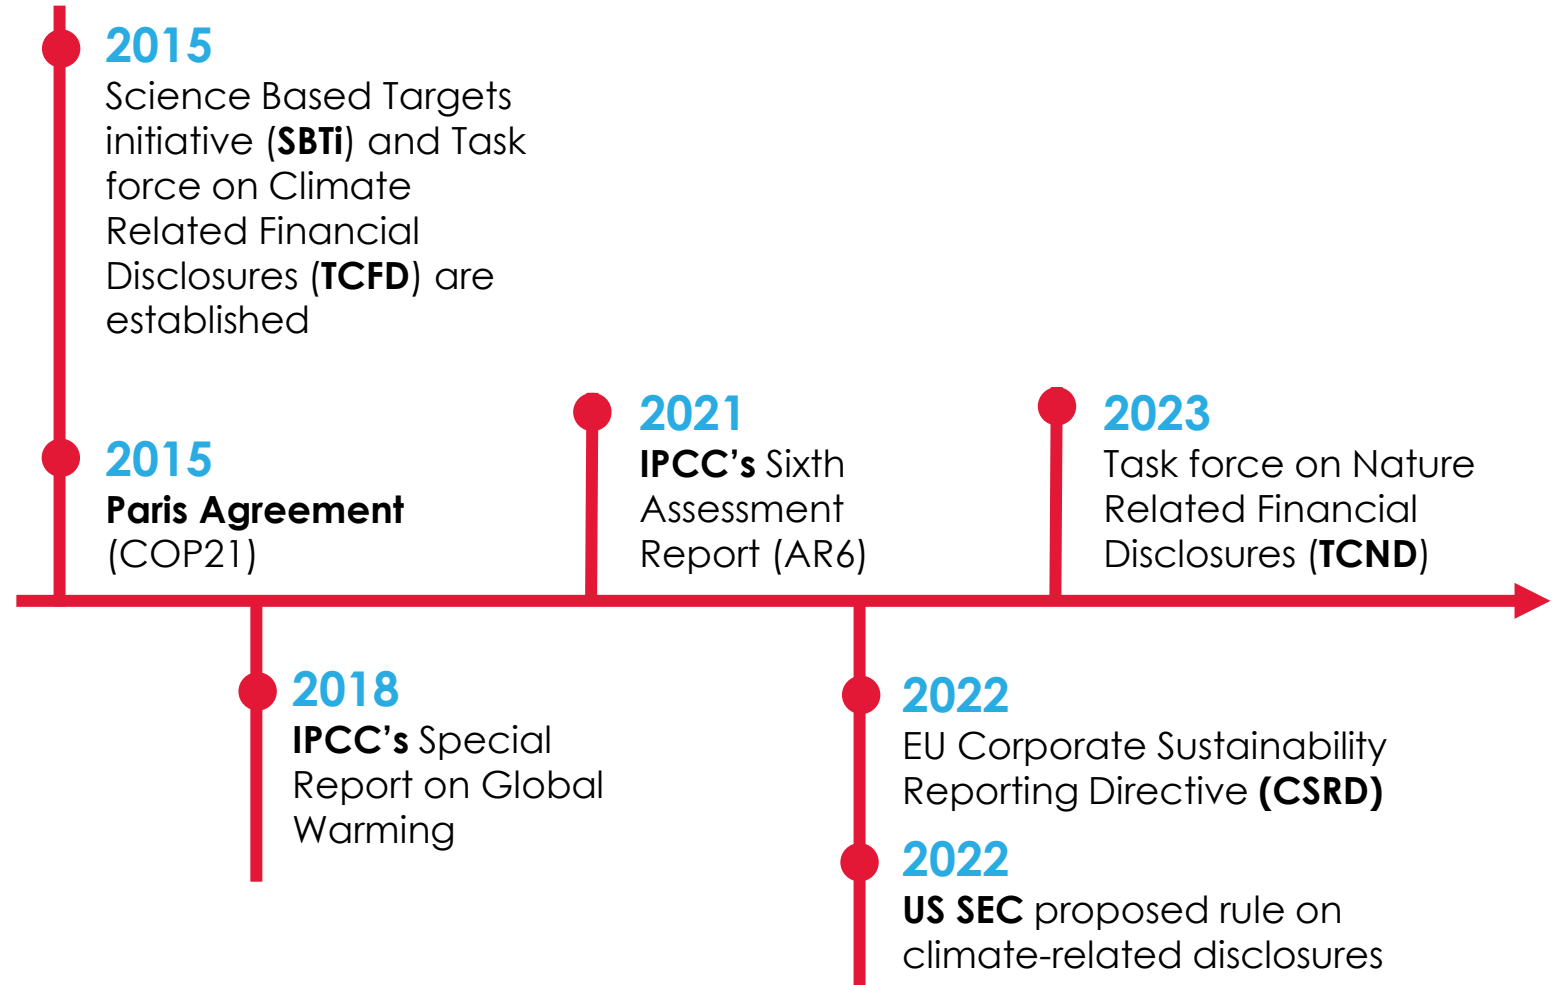 2015
Science Based Targets
initiative (SBTi) and Task
force on Climate
Related Financial
Disclosures (TCFD) are
established
2015
Paris Agreement
(COP21)
2018
IPCC’s Special
Report on Global
Warming
2021
IPCC’s Sixth
Assessment
Report (AR6)
2022
EU Corporate Sustainability
Reporting Directive (CSRD)
2022
US SEC proposed rule on
climate-related disclosures
2023
Task force on Nature
Related Financial
Disclosures (TCND)